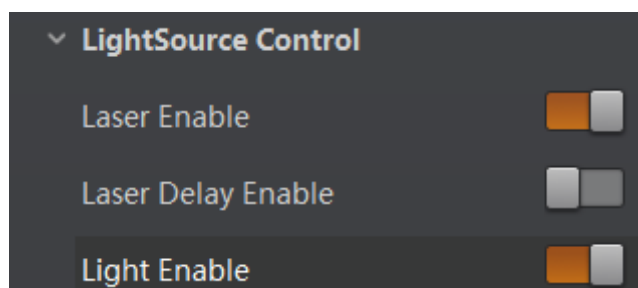 LightSource Control
Laser Enable
Laser Delay Enable
Light Enable